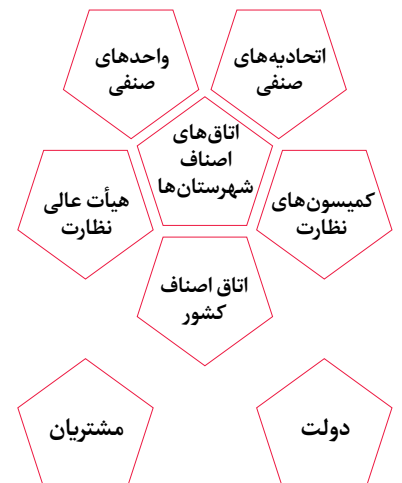 اتحادیه‌های
صنفی
واحدهای
صنفی
اتاق‌های
اصناف
شهرستان‌ها
کمیسون‌های
نظارت
هیأت عالی
نظارت
اتاق اصناف
کشور
دولت
مشتریان